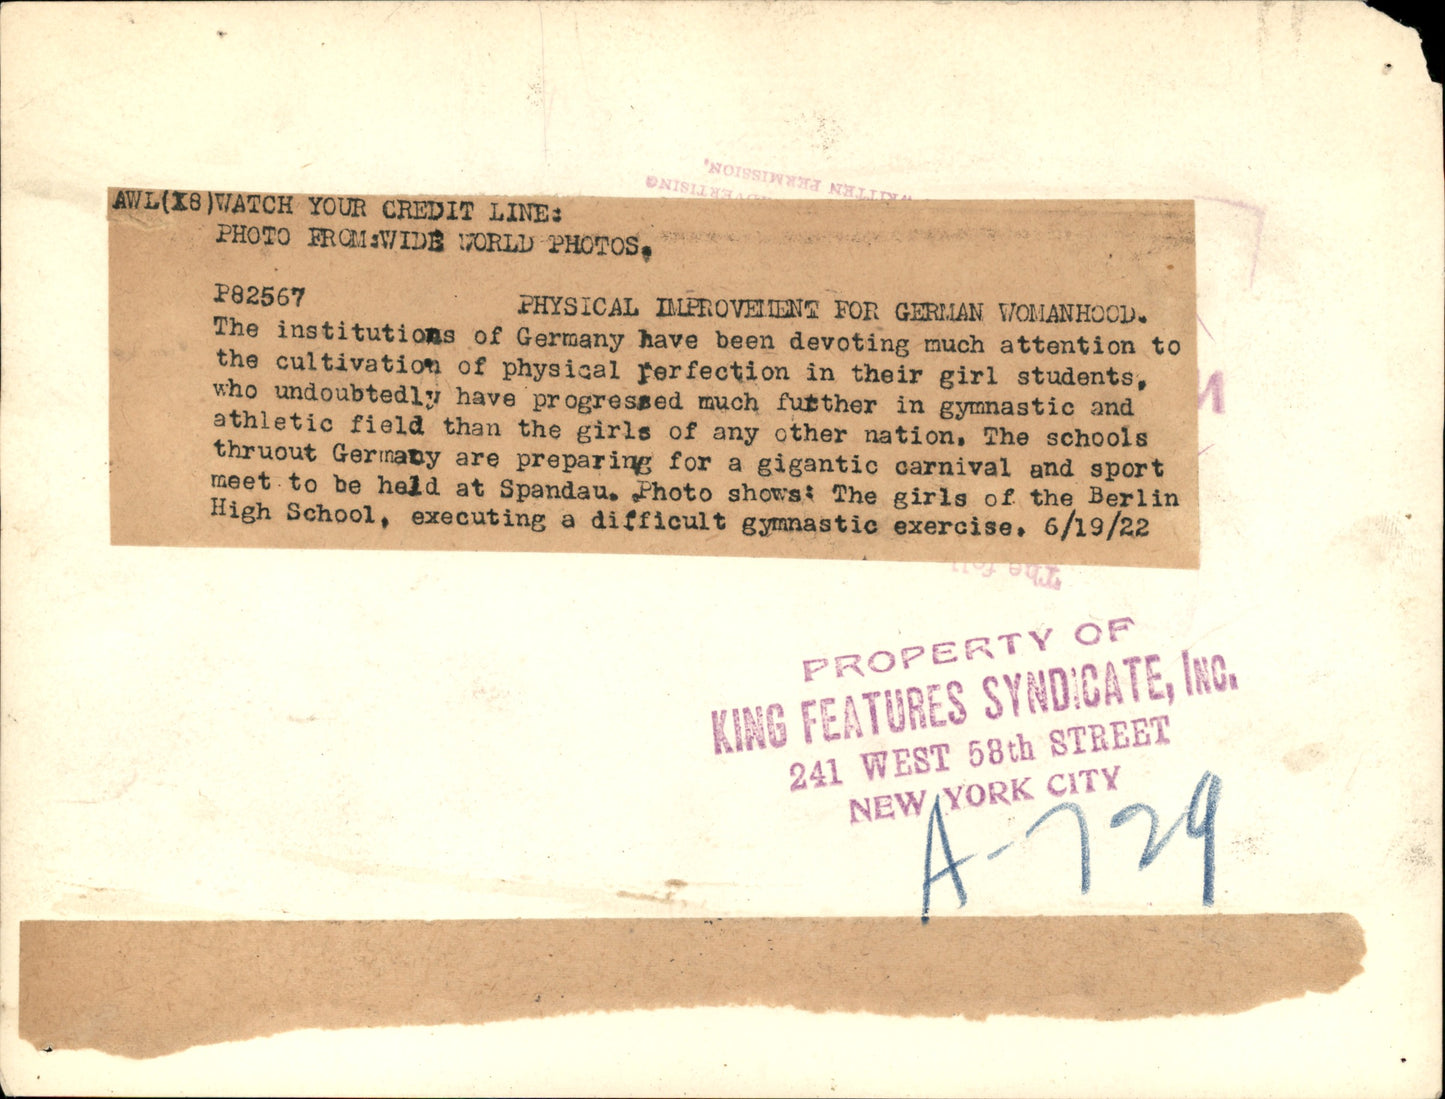 WRITTEN PERMISSION.
ADVERTISING
AWL(X8)WATCH YOUR CREDIT LINE:
PHOTO FROM:WIDE WORLD PHOTOS.
P82567 PHYSICAL IMPROVEMENT FOR GERMAN WOMANHOOD.
The institutions of Germany have been devoting much attention to
the cultivation of physical perfection in their girl students,
who undoubtedly have progressed much further in gymnastic and
athletic field than the girls of any other nation. The schools
thruout Germany are preparing for a gigantic carnival and sport
meet to be held at Spandau. Photo shows: The girls of the Berlin
High School, executing a difficult gymnastic exercise. 6/19/22
The
PROPERTY OF
KING FEATURES SYNDICATE, INC.
241 WEST 58th STREET
NEW YORK CITY
A-729